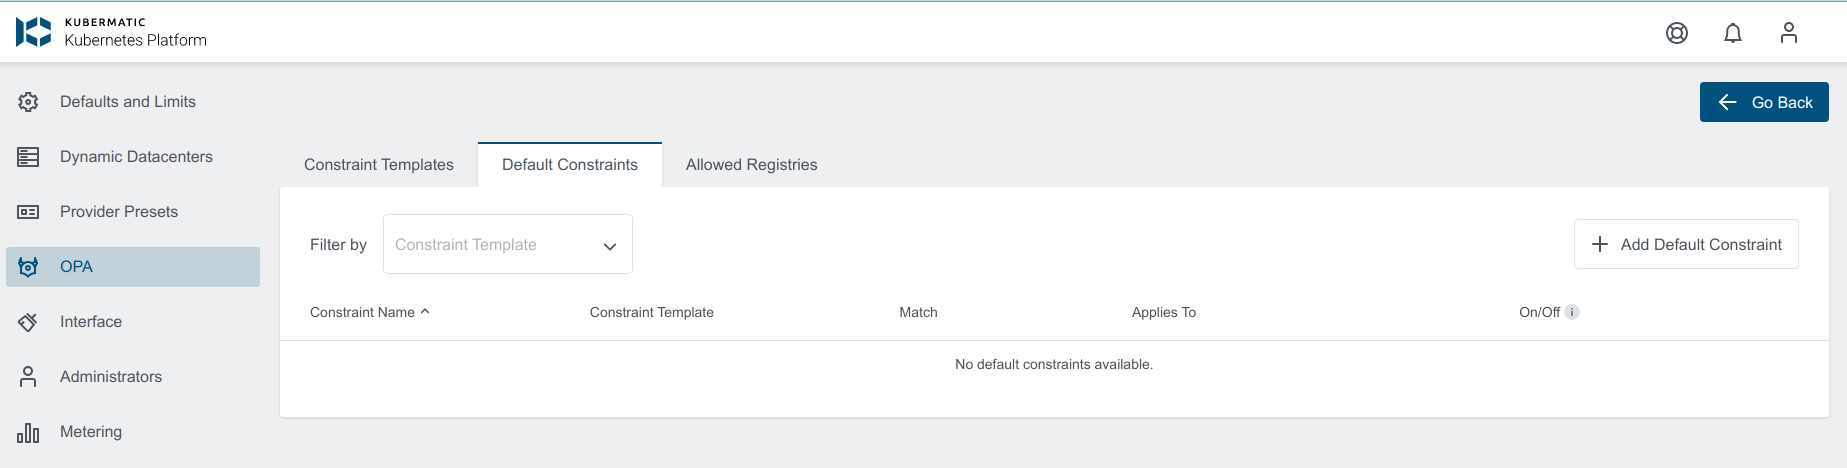 KUBERMATIC
Kubernetes Platform
Defaults and Limits
Dynamic Datacenters
Provider Presets
OPA
Interface
Administrators
Metering
Go Back
Constraint Templates
Default Constraints
Allowed Registries
Filter by
Constraint Template
Add Default Constraint
Constraint Name
Constraint Template
Match
Applies To
On/Off
i
No default constraints available.